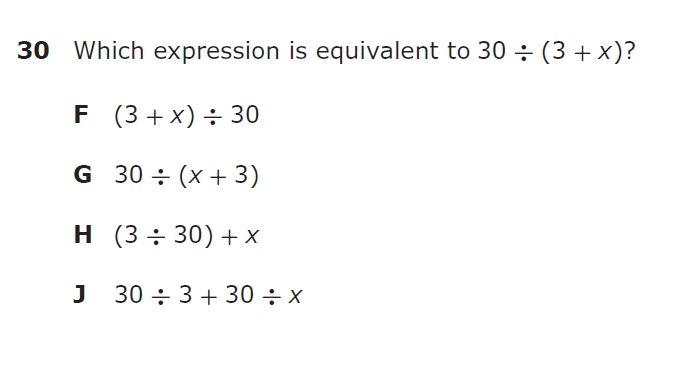 30 Which expression is equivalent to 30 ÷ (3 + x)?
F (3 + x) ÷ 30
G 30 ÷ (x + 3)
H (3 ÷ 30) + x
J 30 ÷ 3 + 30 ÷ x